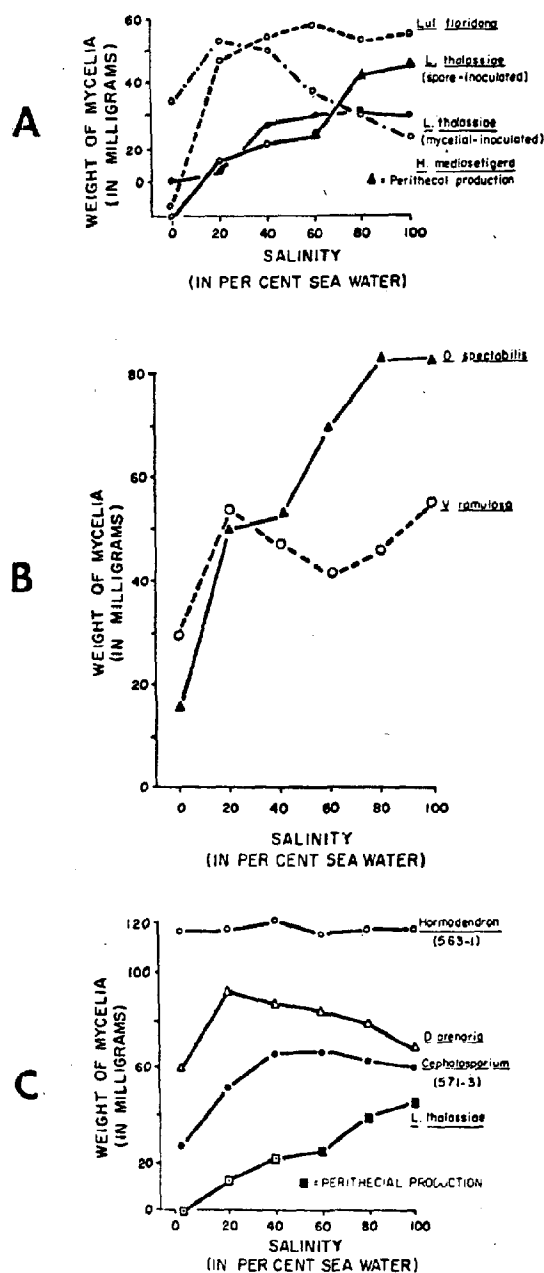 A
WEIGHT OF MYCELIA
(IN MILLIGRAMS)
60
40
20
0
0 20 40 60 80 100
SALINITY
(IN PER CENT SEA WATER)
Lul floridana
L. thalassiae
(spore-inoculated)
L. thalassiae
(mycelial-inoculated)
H. mediosetigera
▲ = Perithecal production
B
WEIGHT OF MYCELIA
(IN MILLIGRAMS)
80
60
40
20
0
0 20 40 60 80 100
SALINITY
(IN PER CENT SEA WATER)
O spectabilis
V ramulosa
C
WEIGHT OF MYCELIA
(IN MILLIGRAMS)
120
100
60
20
0
0 20 40 60 80 100
SALINITY
(IN PER CENT SEA WATER)
Hormodendron
(563-1)
D arenaria
Cephalosporium
(571-3)
L. thalassiae
■ = PERITHECIAL PRODUCTION